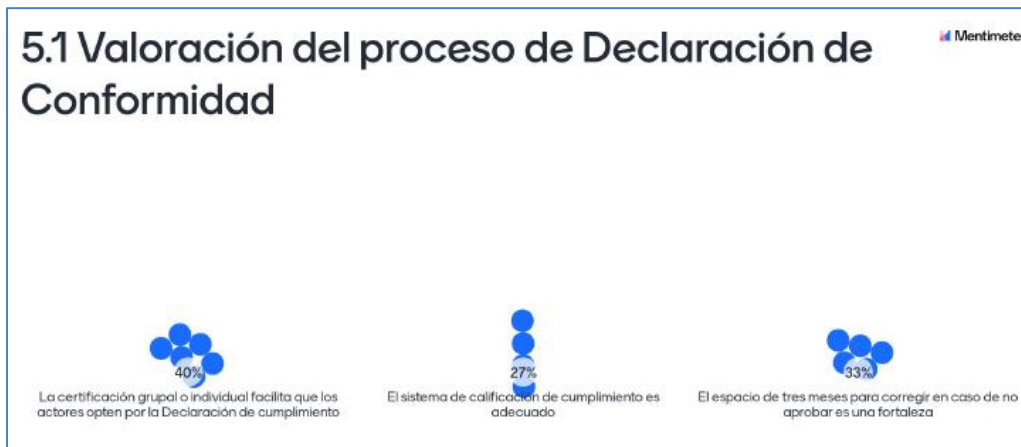 5.1 Valoración del proceso de Declaración de
Conformidad
Mentimete
40%
27%
33%
La certificación grupal o individual facilita que los
actores opten por la Declaración de cumplimiento
El sistema de calificación de cumplimiento es
adecuado
El espacio de tres meses para corregir en caso de no
aprobar es una fortaleza